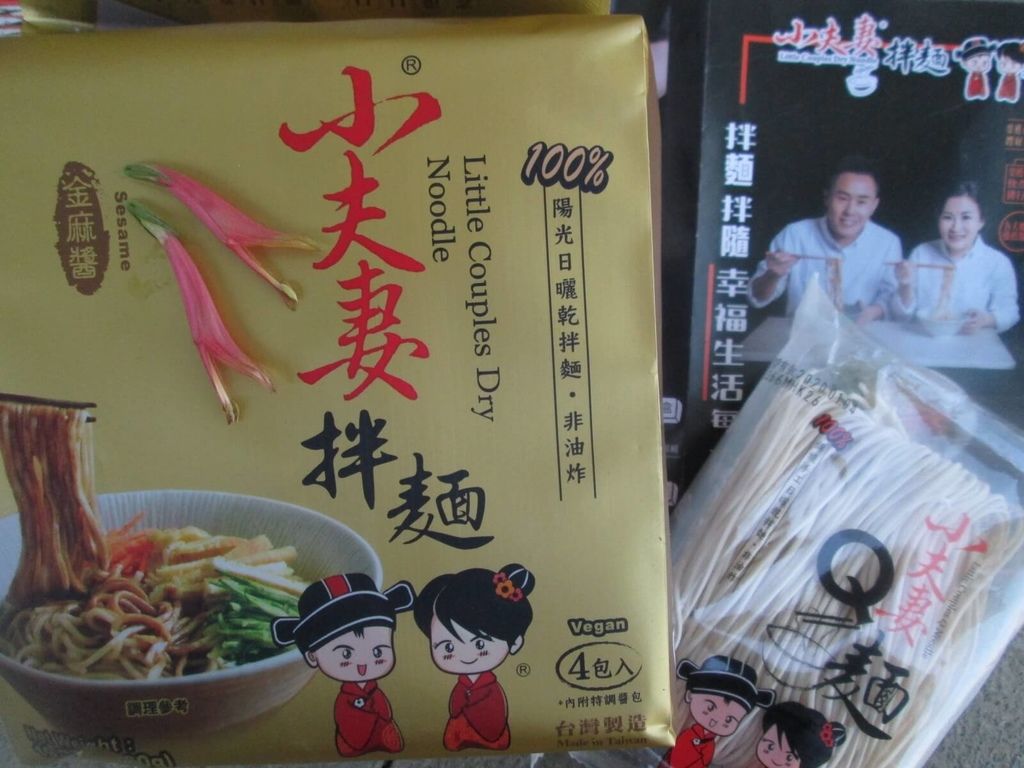 小夫妻®
拌麵
Little Couples Dry
Noodle
金麻醬
Sesame
100%
陽光日曬乾拌麵・非油炸
調理參考
Vegan
4包入
•內附特調醬包
台灣製造
Made in Taiwan
®
小夫妻®拌麵
拌麵拌隨幸福生活
100%
小夫妻
Q麵